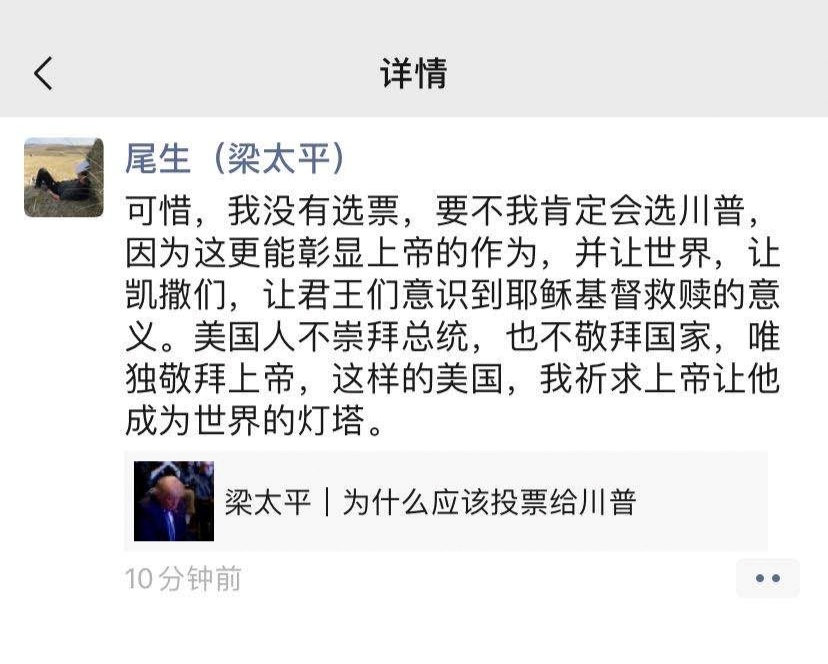 详情
尾生（梁太平）
可惜，我没有选票，要不我肯定会选川普，
因为这更能彰显上帝的作为，并让世界，让
凯撒们，让君王们意识到耶稣基督救赎的意
义。美国人不崇拜总统，也不敬拜国家，唯
独敬拜上帝，这样的美国，我祈求上帝让他
成为世界的灯塔。
梁太平｜为什么应该投票给川普
10分钟前